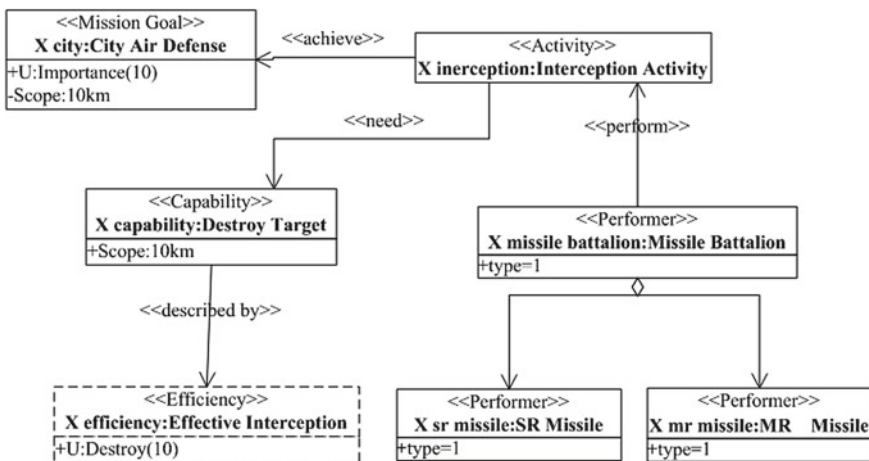 <<Mission Goal>>
X city:City Air Defense
+U:Importance(10)
-Scope:10km
<<achieve>>
<<Activity>>
X inerception:Interception Activity
<<need>>
<<perform>>
<<Capability>>
X capability:Destroy Target
+Scope:10km
<<Performer>>
X missile battalion:Missile Battalion
+type=1
<<described by>>
<<Efficiency>>
X efficiency:Effective Interception
+U:Destroy(10)
<<Performer>>
X sr missile:SR Missile
+type=1
<<Performer>>
X mr missile:MR Missile
+type=1